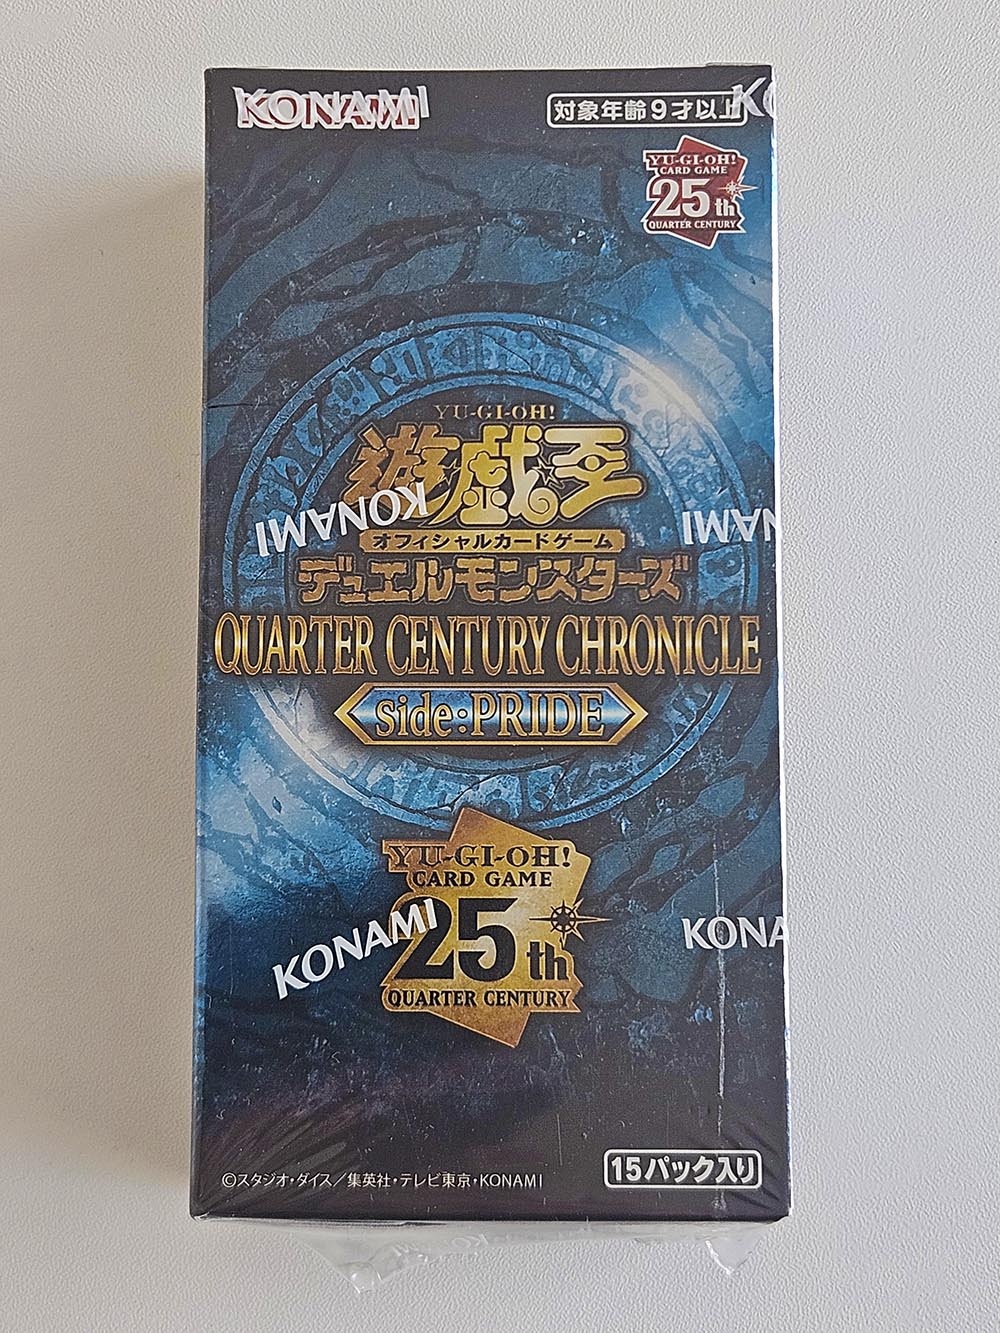 KONAMI
対象年齢9才以上
YU-GI-OH!
CARD GAME
25th
QUARTER CENTURY
YU-GI-OH!
遊戯王
KONAMI
KONAMI
オフィシャルカードゲーム
デュエルモンスターズ
QUARTER CENTURY CHRONICLE
side:PRIDE
YU-GI-OH!
CARD GAME
25th
KONAMI
KONA
QUARTER CENTURY
15パック入り
©スタジオ・ダイス/集英社・テレビ東京・KONAMI